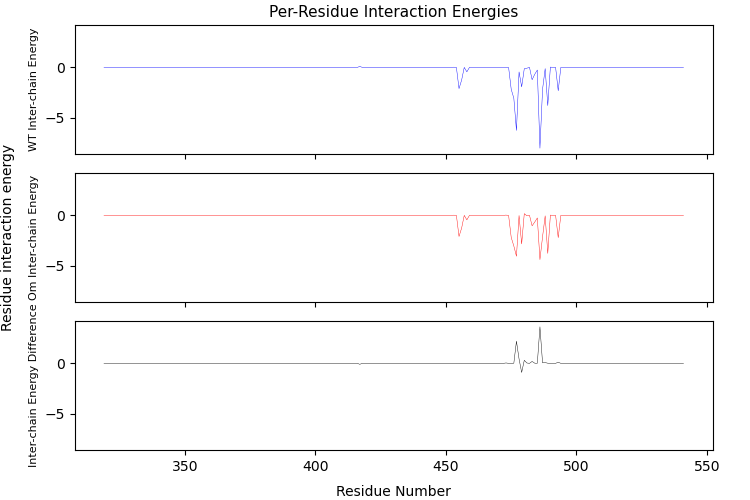 Per-Residue Interaction Energies
Residue interaction energy
WT Inter-chain Energy
0
−5
Om Inter-chain Energy
0
−5
Inter-chain Energy Difference
0
−5
350
400
450
500
550
Residue Number